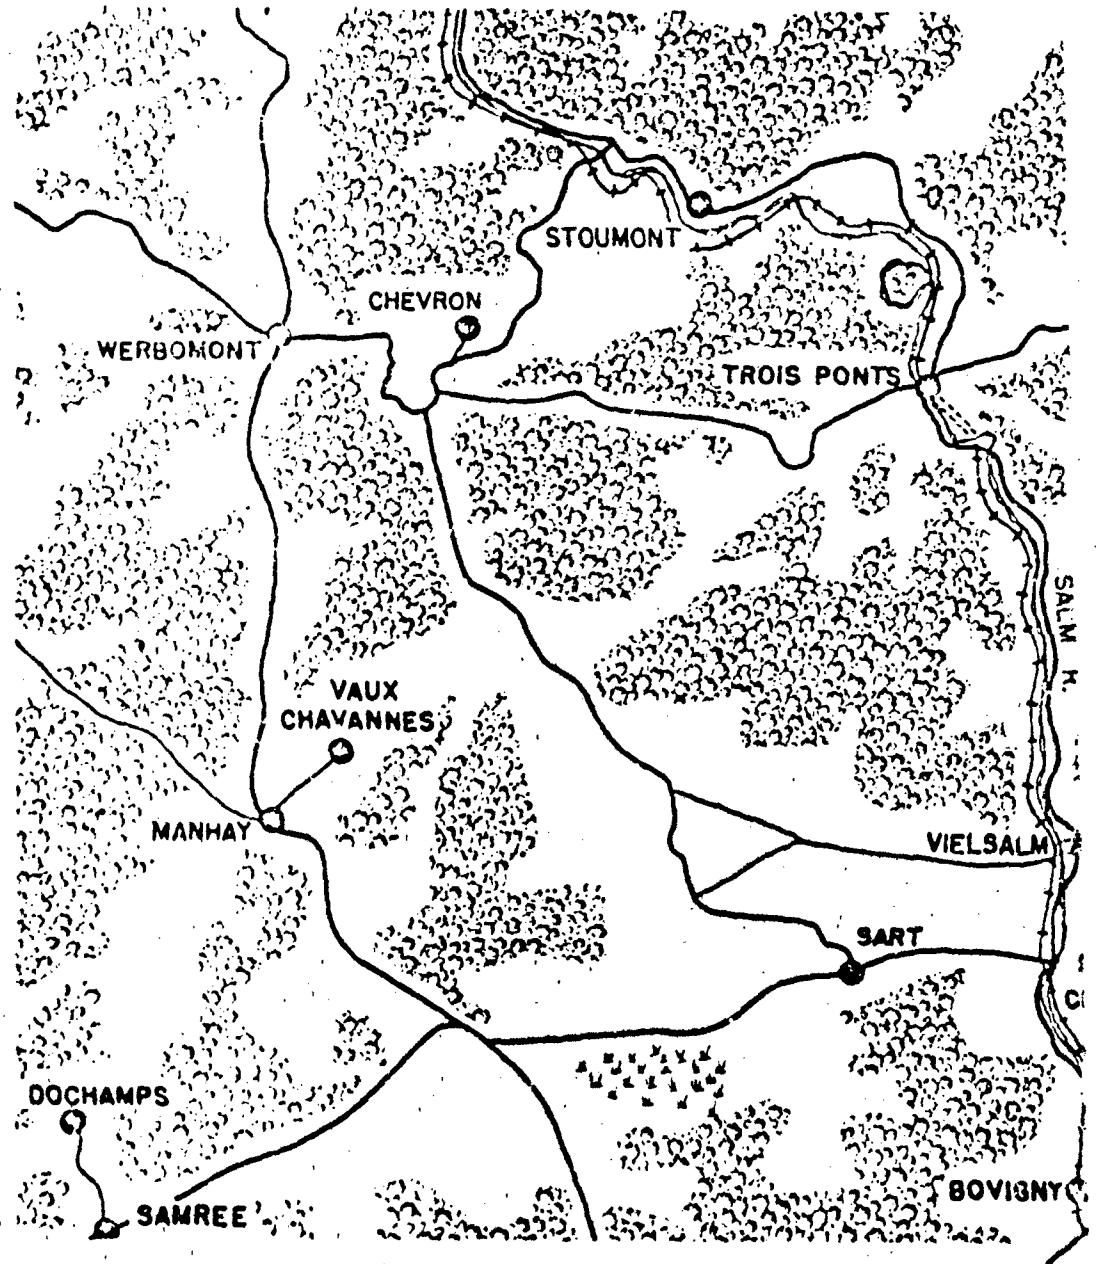 STOUMONT
CHEVRON
WERBOMONT
TROIS PONTS
SALM R.
VAUX
CHAVANNES
MANHAY
VIELSALM
SART
DOCHAMPS
BOVIGNY
SAMREE